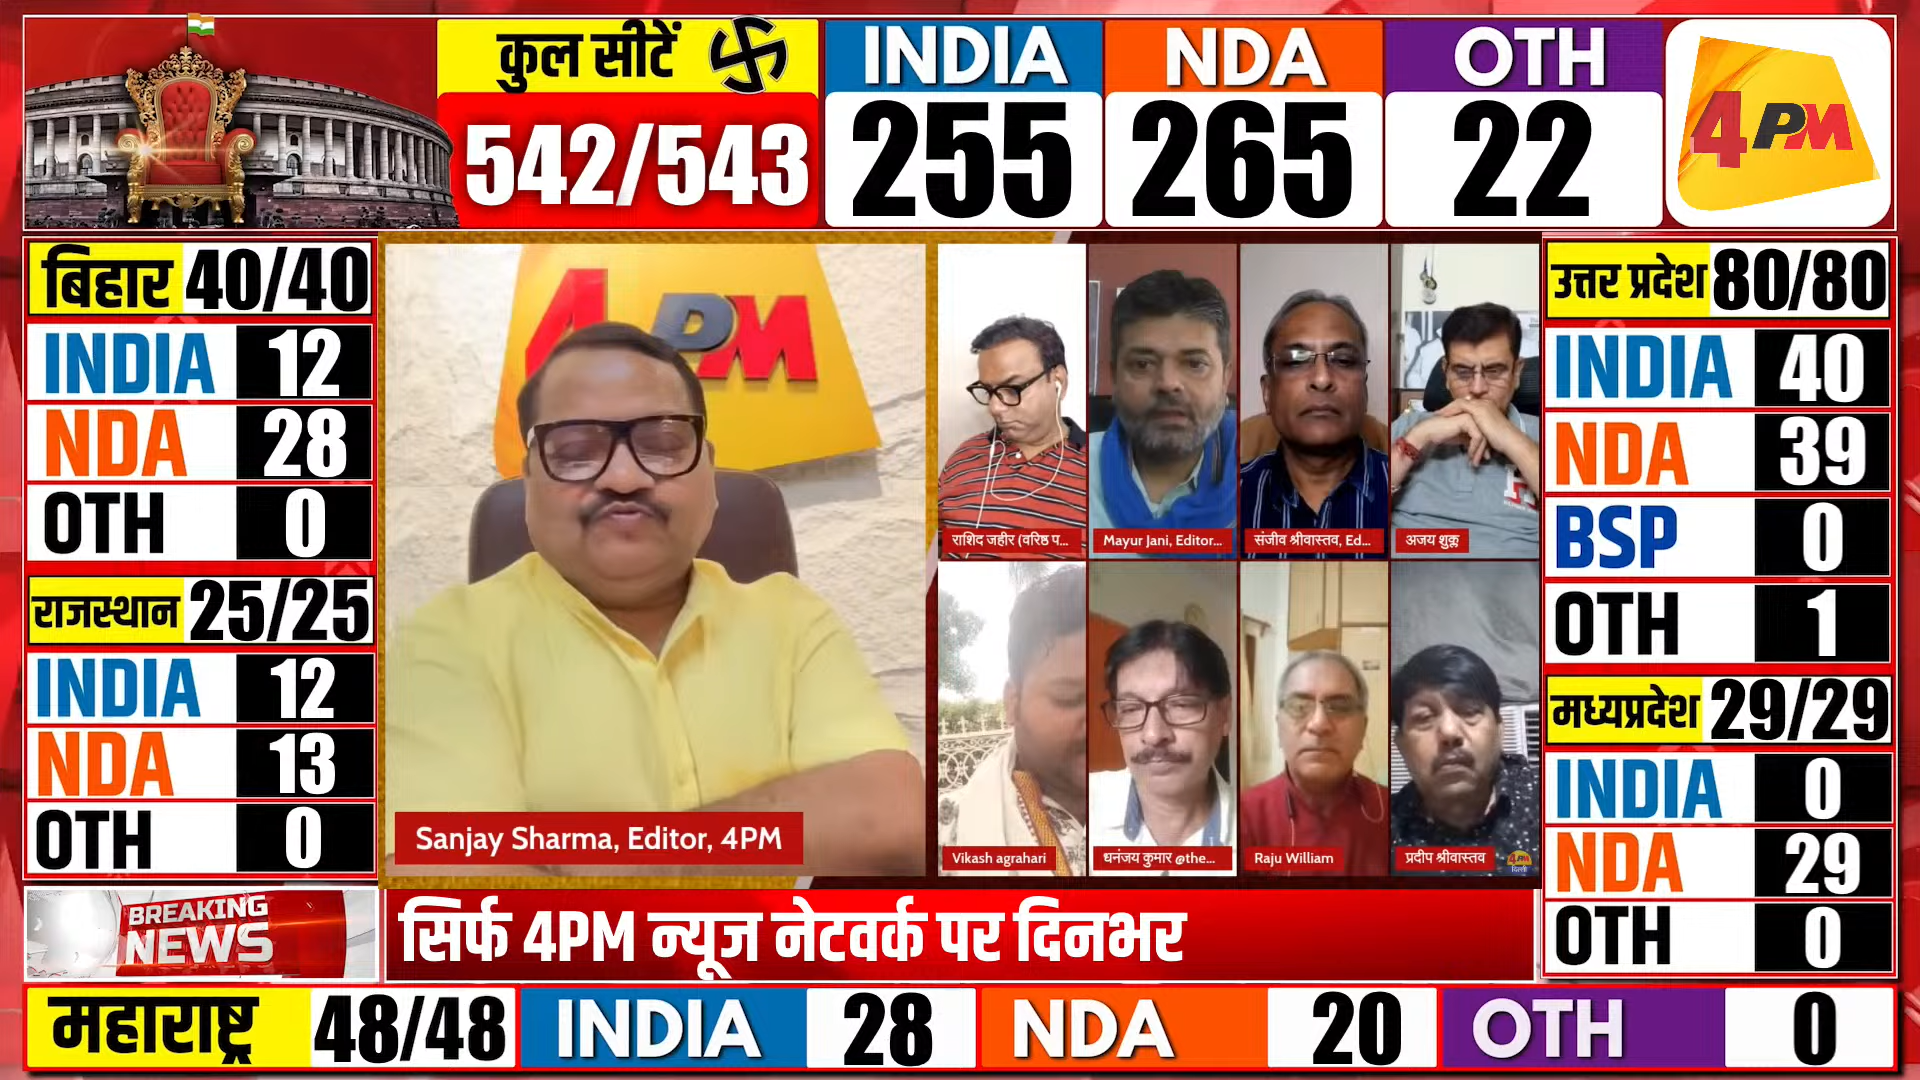 कुल सीटें
542/543
INDIA
255
NDA
265
OTH
22
4PM
बिहार 40/40
INDIA 12
NDA 28
OTH 0
राजस्थान 25/25
INDIA 12
NDA 13
OTH 0
4PM
Sanjay Sharma, Editor, 4PM
राशिद जहीर (वरिष्ठ प...
Mayur Jani, Editor...
संजीव श्रीवास्तव, Ed...
अजय शुक्ल
Vikash agrahari
धनंजय कुमार @the...
Raju William
प्रदीप श्रीवास्तव
4PM
दिल्ली
उत्तर प्रदेश 80/80
INDIA 40
NDA 39
BSP 0
OTH 1
मध्यप्रदेश 29/29
INDIA 0
NDA 29
OTH 0
BREAKING
NEWS
सिर्फ 4PM न्यूज नेटवर्क पर दिनभर
महाराष्ट्र 48/48 INDIA 28 NDA 20 OTH 0